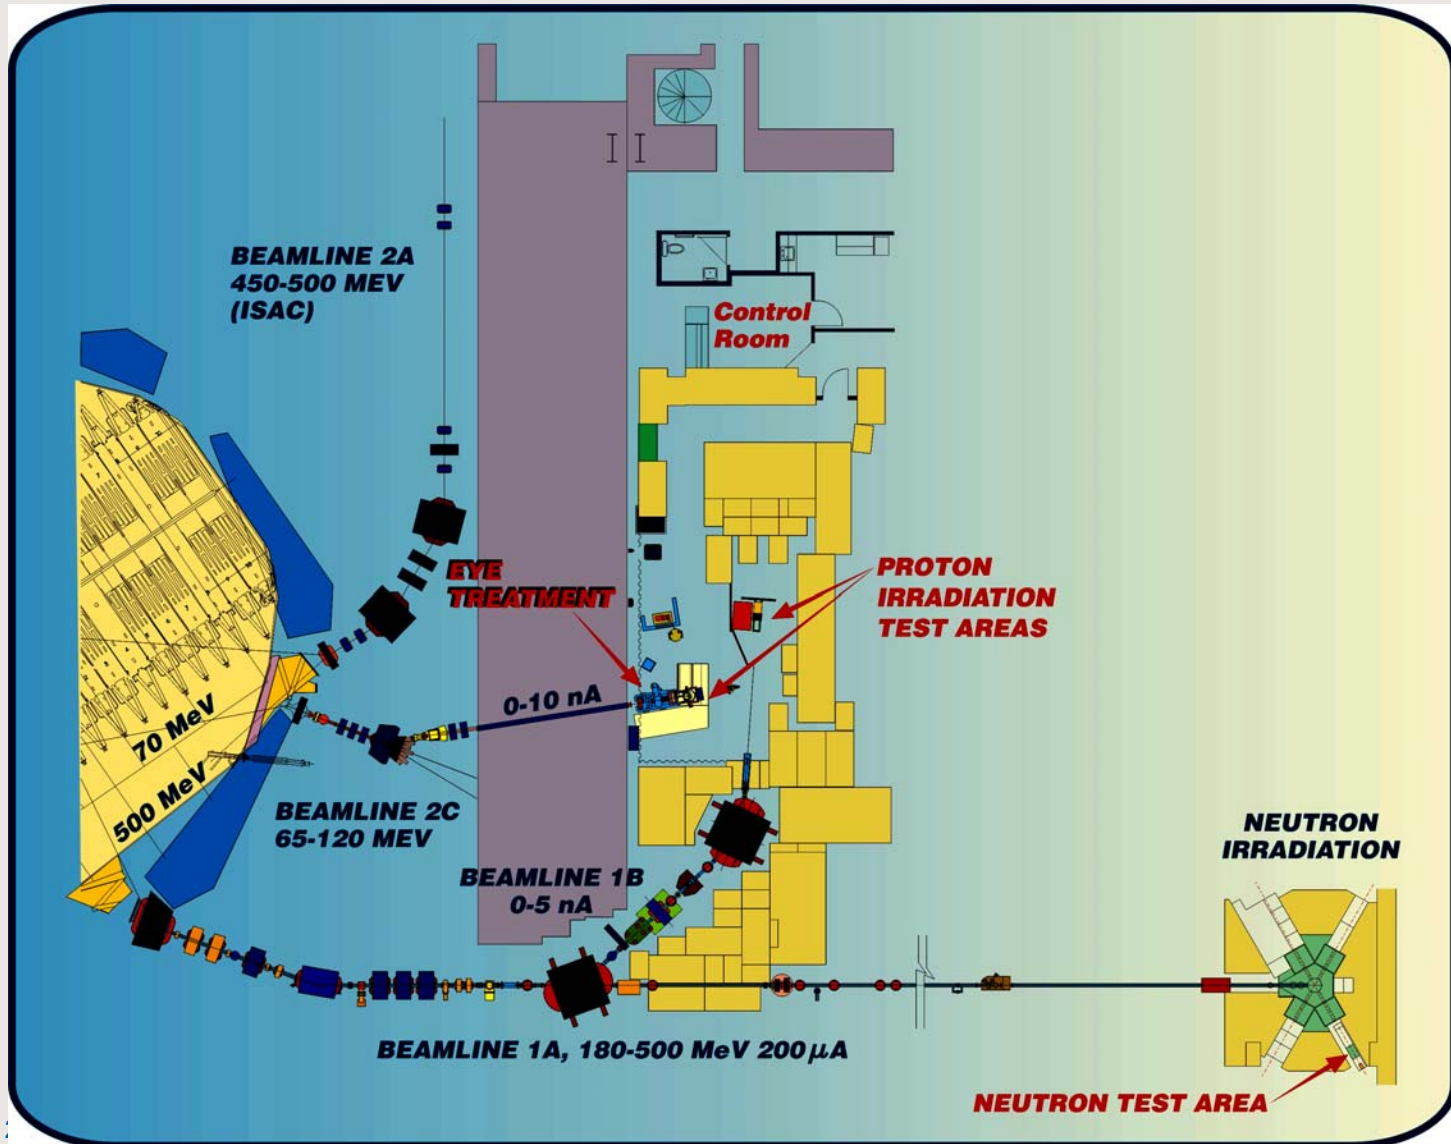 BEAMLINE 2A
450-500 MEV
(ISAC)
Control
Room
EYE
TREATMENT
PROTON
IRRADIATION
TEST AREAS
0-10 nA
70 MeV
500 MeV
BEAMLINE 2C
65-120 MEV
BEAMLINE 1B
0-5 nA
NEUTRON
IRRADIATION
BEAMLINE 1A, 180-500 MeV 200 µA
NEUTRON TEST AREA